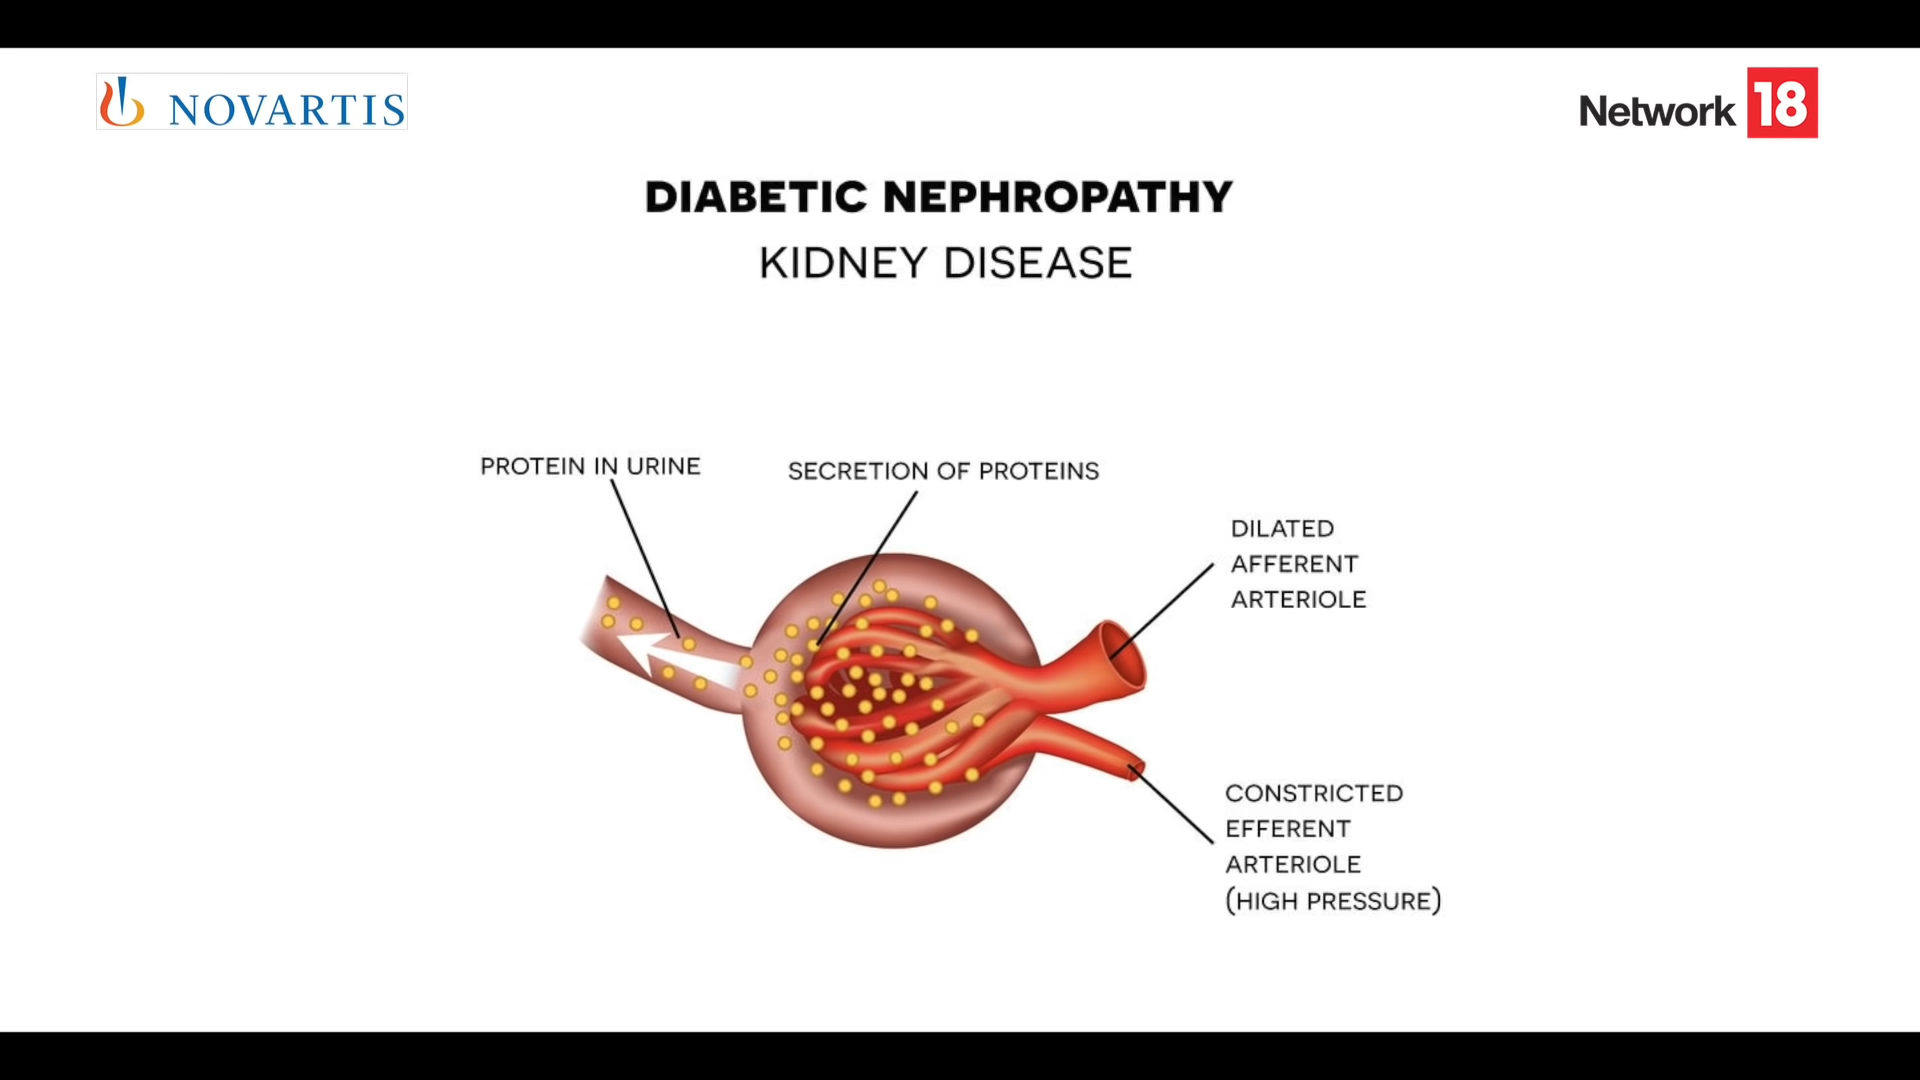 NOVARTIS
Network 18
DIABETIC NEPHROPATHY
KIDNEY DISEASE
PROTEIN IN URINE
SECRETION OF PROTEINS
DILATED
AFFERENT
ARTERIOLE
CONSTRICTED
EFFERENT
ARTERIOLE
(HIGH PRESSURE)